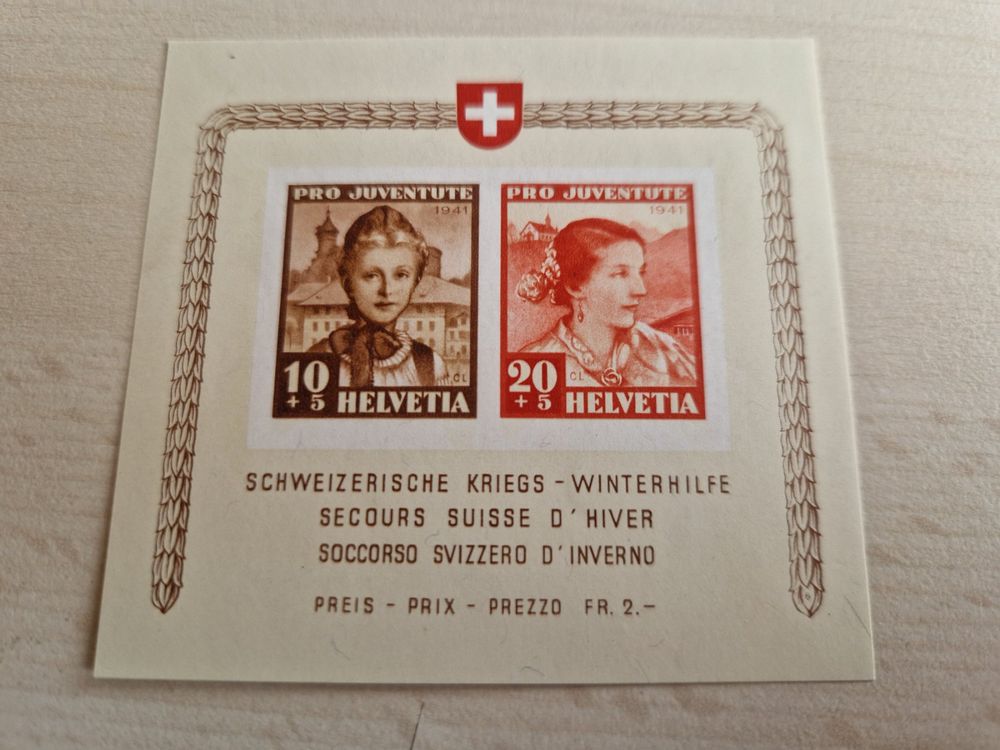 PRO JUVENTUTE
1941
10
+ 5
HELVETIA
CL
PRO JUVENTUTE
1941
20
+ 5
HELVETIA
CL
SCHWEIZERISCHE KRIEGS - WINTERHILFE
SECOURS SUISSE D' HIVER
SOCCORSO SVIZZERO D' INVERNO
PREIS - PRIX - PREZZO FR. 2.-